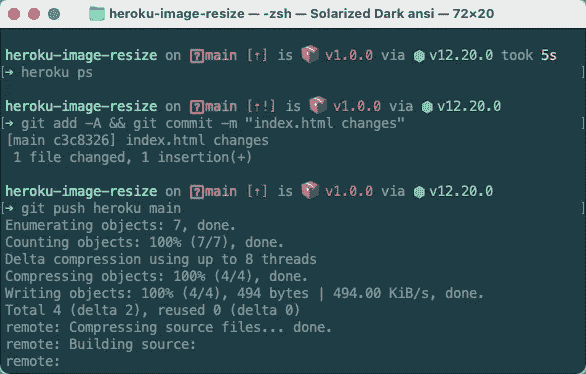 heroku-image-resize — -zsh — Solarized Dark ansi — 72×20
heroku-image-resize on main [↑] is v1.0.0 via v12.20.0 took 5s
[➜ heroku ps ]
heroku-image-resize on main [↑!] is v1.0.0 via v12.20.0
[➜ git add -A && git commit -m "index.html changes" ]
[main c3c8326] index.html changes
1 file changed, 1 insertion(+)
heroku-image-resize on main [↑] is v1.0.0 via v12.20.0
[➜ git push heroku main ]
Enumerating objects: 7, done.
Counting objects: 100% (7/7), done.
Delta compression using up to 8 threads
Compressing objects: 100% (4/4), done.
Writing objects: 100% (4/4), 494 bytes | 494.00 KiB/s, done.
Total 4 (delta 2), reused 0 (delta 0)
remote: Compressing source files... done.
remote: Building source:
remote: